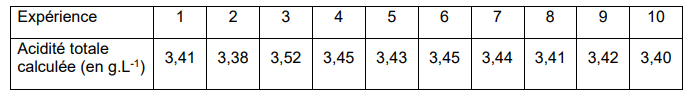 Expérience 1 2 3 4 5 6 7 8 9 10
Acidité totale
calculée (en g.L-1) 3,41 3,38 3,52 3,45 3,43 3,45 3,44 3,41 3,42 3,40